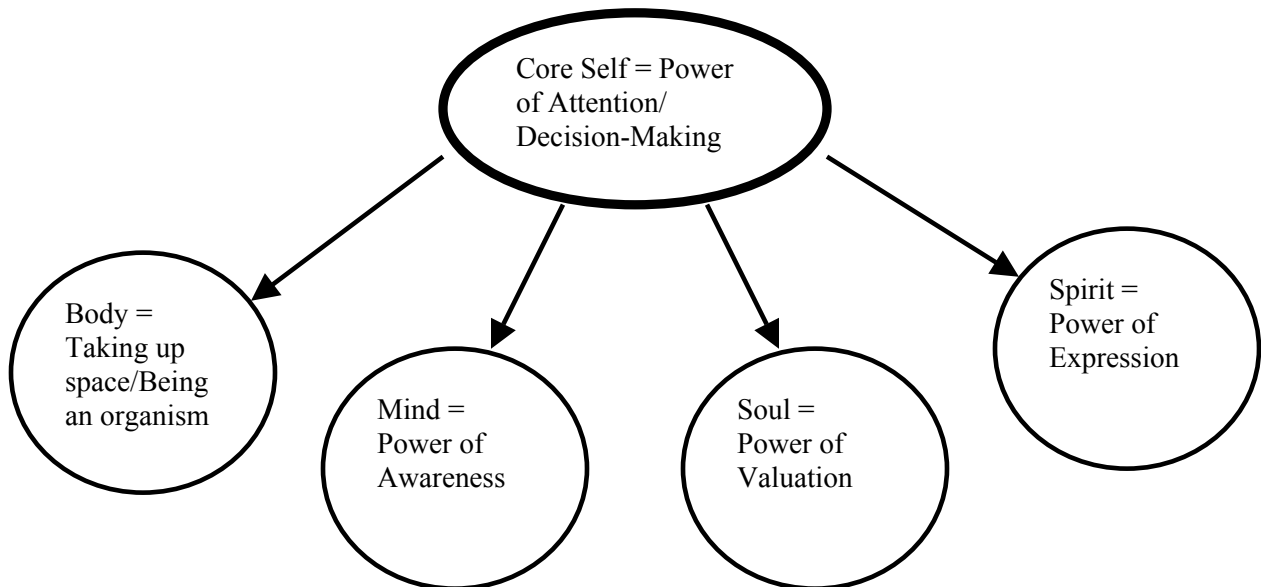 Core Self = Power
of Attention/
Decision-Making
Body =
Taking up
space/Being
an organism
Mind =
Power of
Awareness
Soul =
Power of
Valuation
Spirit =
Power of
Expression